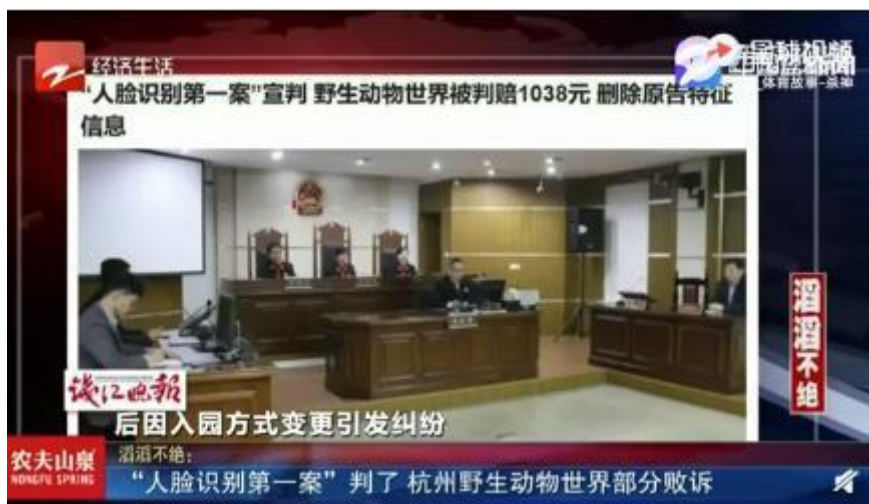 经济生活
“人脸识别第一案”宣判 野生动物世界被判赔1038元 删除原告特征
信息
滔滔不绝
钱江晚报
后因入园方式变更引发纠纷
农夫山泉
NONGFU SPRING
滔滔不绝:
“人脸识别第一案”判了 杭州野生动物世界部分败诉